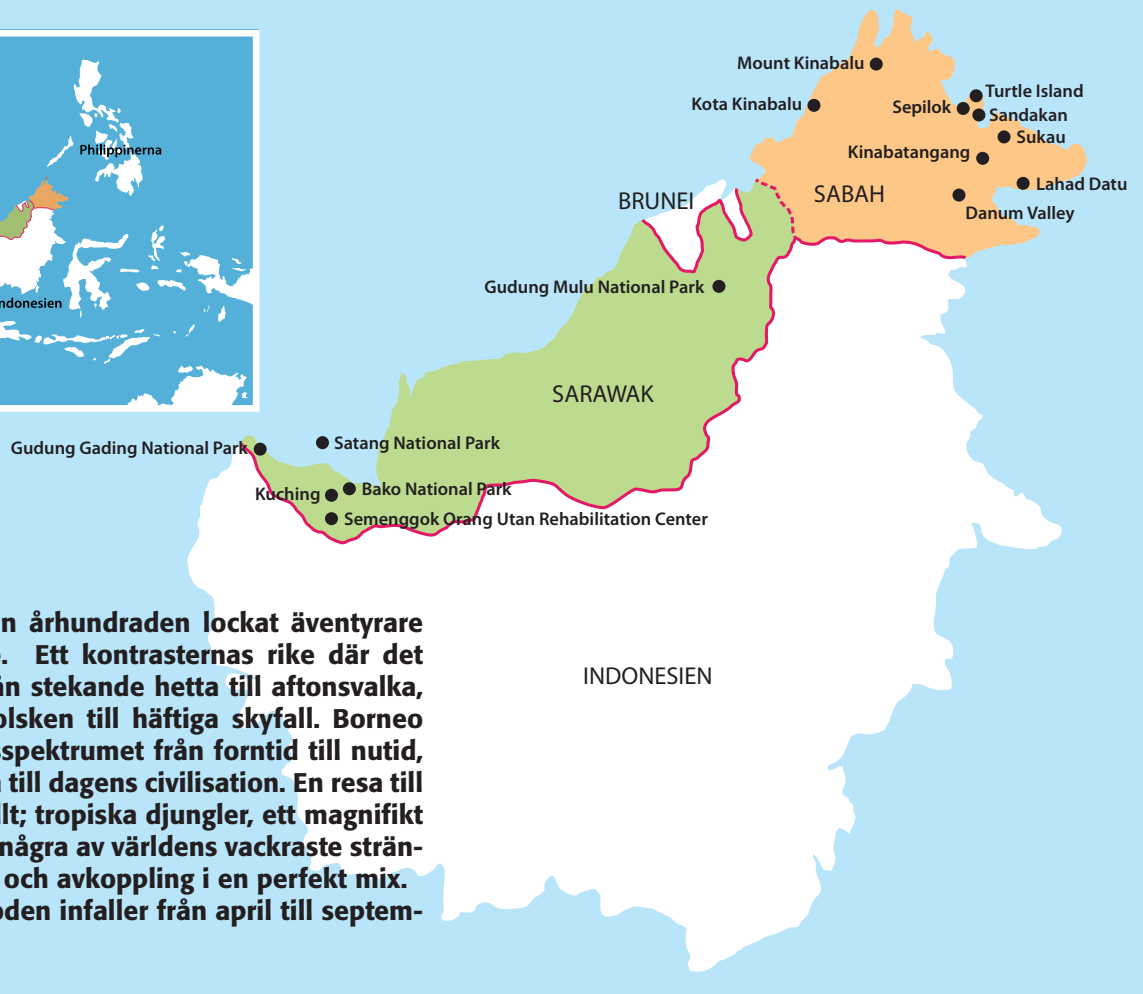 Mount Kinabalu
Turtle Island
Kota Kinabalu
Sepilok
Sandakan
Sukau
Philippinerna
Kinabatangang
Lahad Datu
BRUNEI
SABAH
Danum Valley
Gudung Mulu National Park
ndonesien
SARAWAK
Gudung Gading National Park
Satang National Park
Kuching
Bako National Park
Semenggok Orang Utan Rehabilitation Center
INDONESIEN
n århundraden lockat äventyrare
. Ett kontrasternas rike där det
ån stekande hetta till aftonsvalka,
olsken till häftiga skyfall. Borneo
sspektrumet från forntid till nutid,
till dagens civilisation. En resa till
llt; tropiska djungler, ett magnifikt
några av världens vackraste strän-
och avkoppling i en perfekt mix.
oden infaller från april till septem-